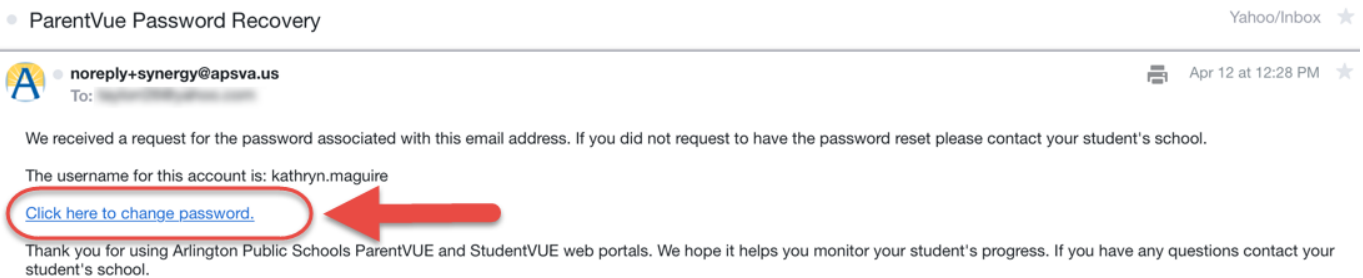 ParentVue Password Recovery
Yahoo/Inbox
noreply+synergy@apsva.us
Apr 12 at 12:28 PM
To:
We received a request for the password associated with this email address. If you did not request to have the password reset please contact your student's school.
The username for this account is: kathryn.maguire
Click here to change password.
Thank you for using Arlington Public Schools ParentVUE and StudentVUE web portals. We hope it helps you monitor your student's progress. If you have any questions contact your
student's school.